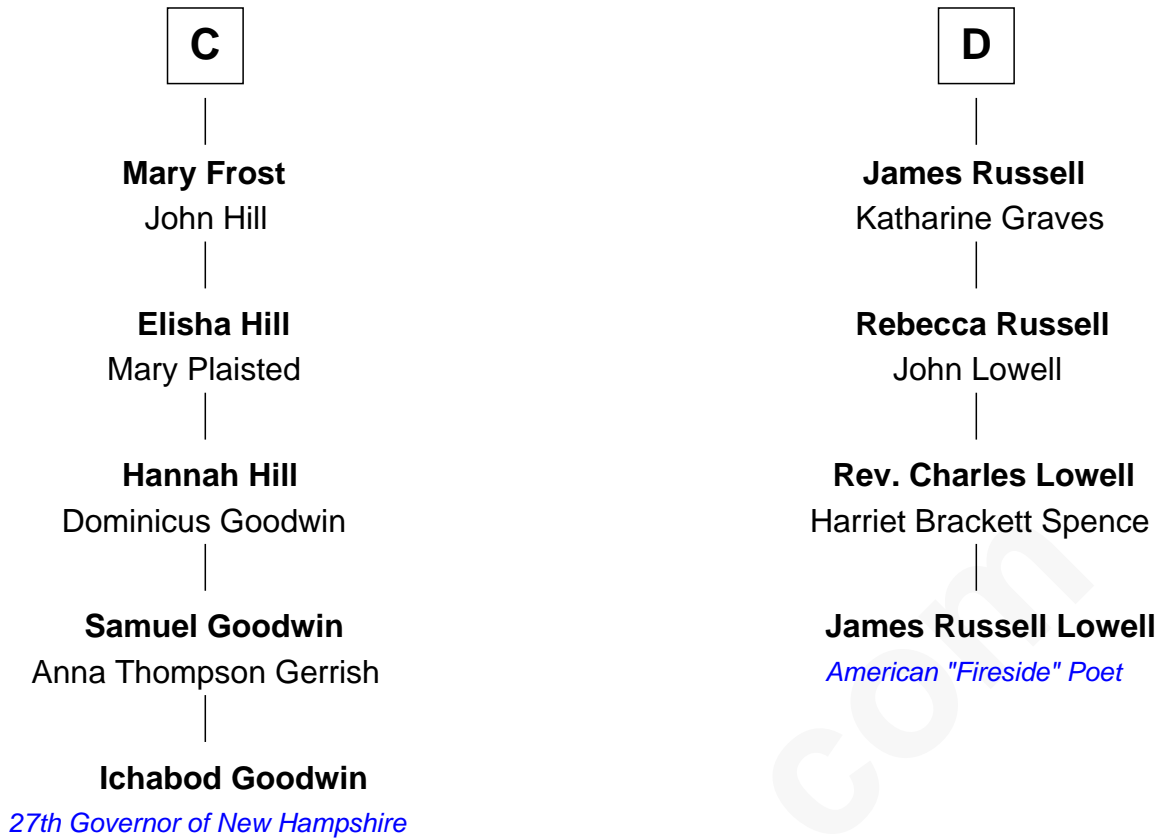 C
Mary Frost
John Hill
Elisha Hill
Mary Plaisted
Hannah Hill
Dominicus Goodwin
Samuel Goodwin
Anna Thompson Gerrish
Ichabod Goodwin
27th Governor of New Hampshire
D
James Russell
Katharine Graves
Rebecca Russell
John Lowell
Rev. Charles Lowell
Harriet Brackett Spence
James Russell Lowell
American "Fireside" Poet
com